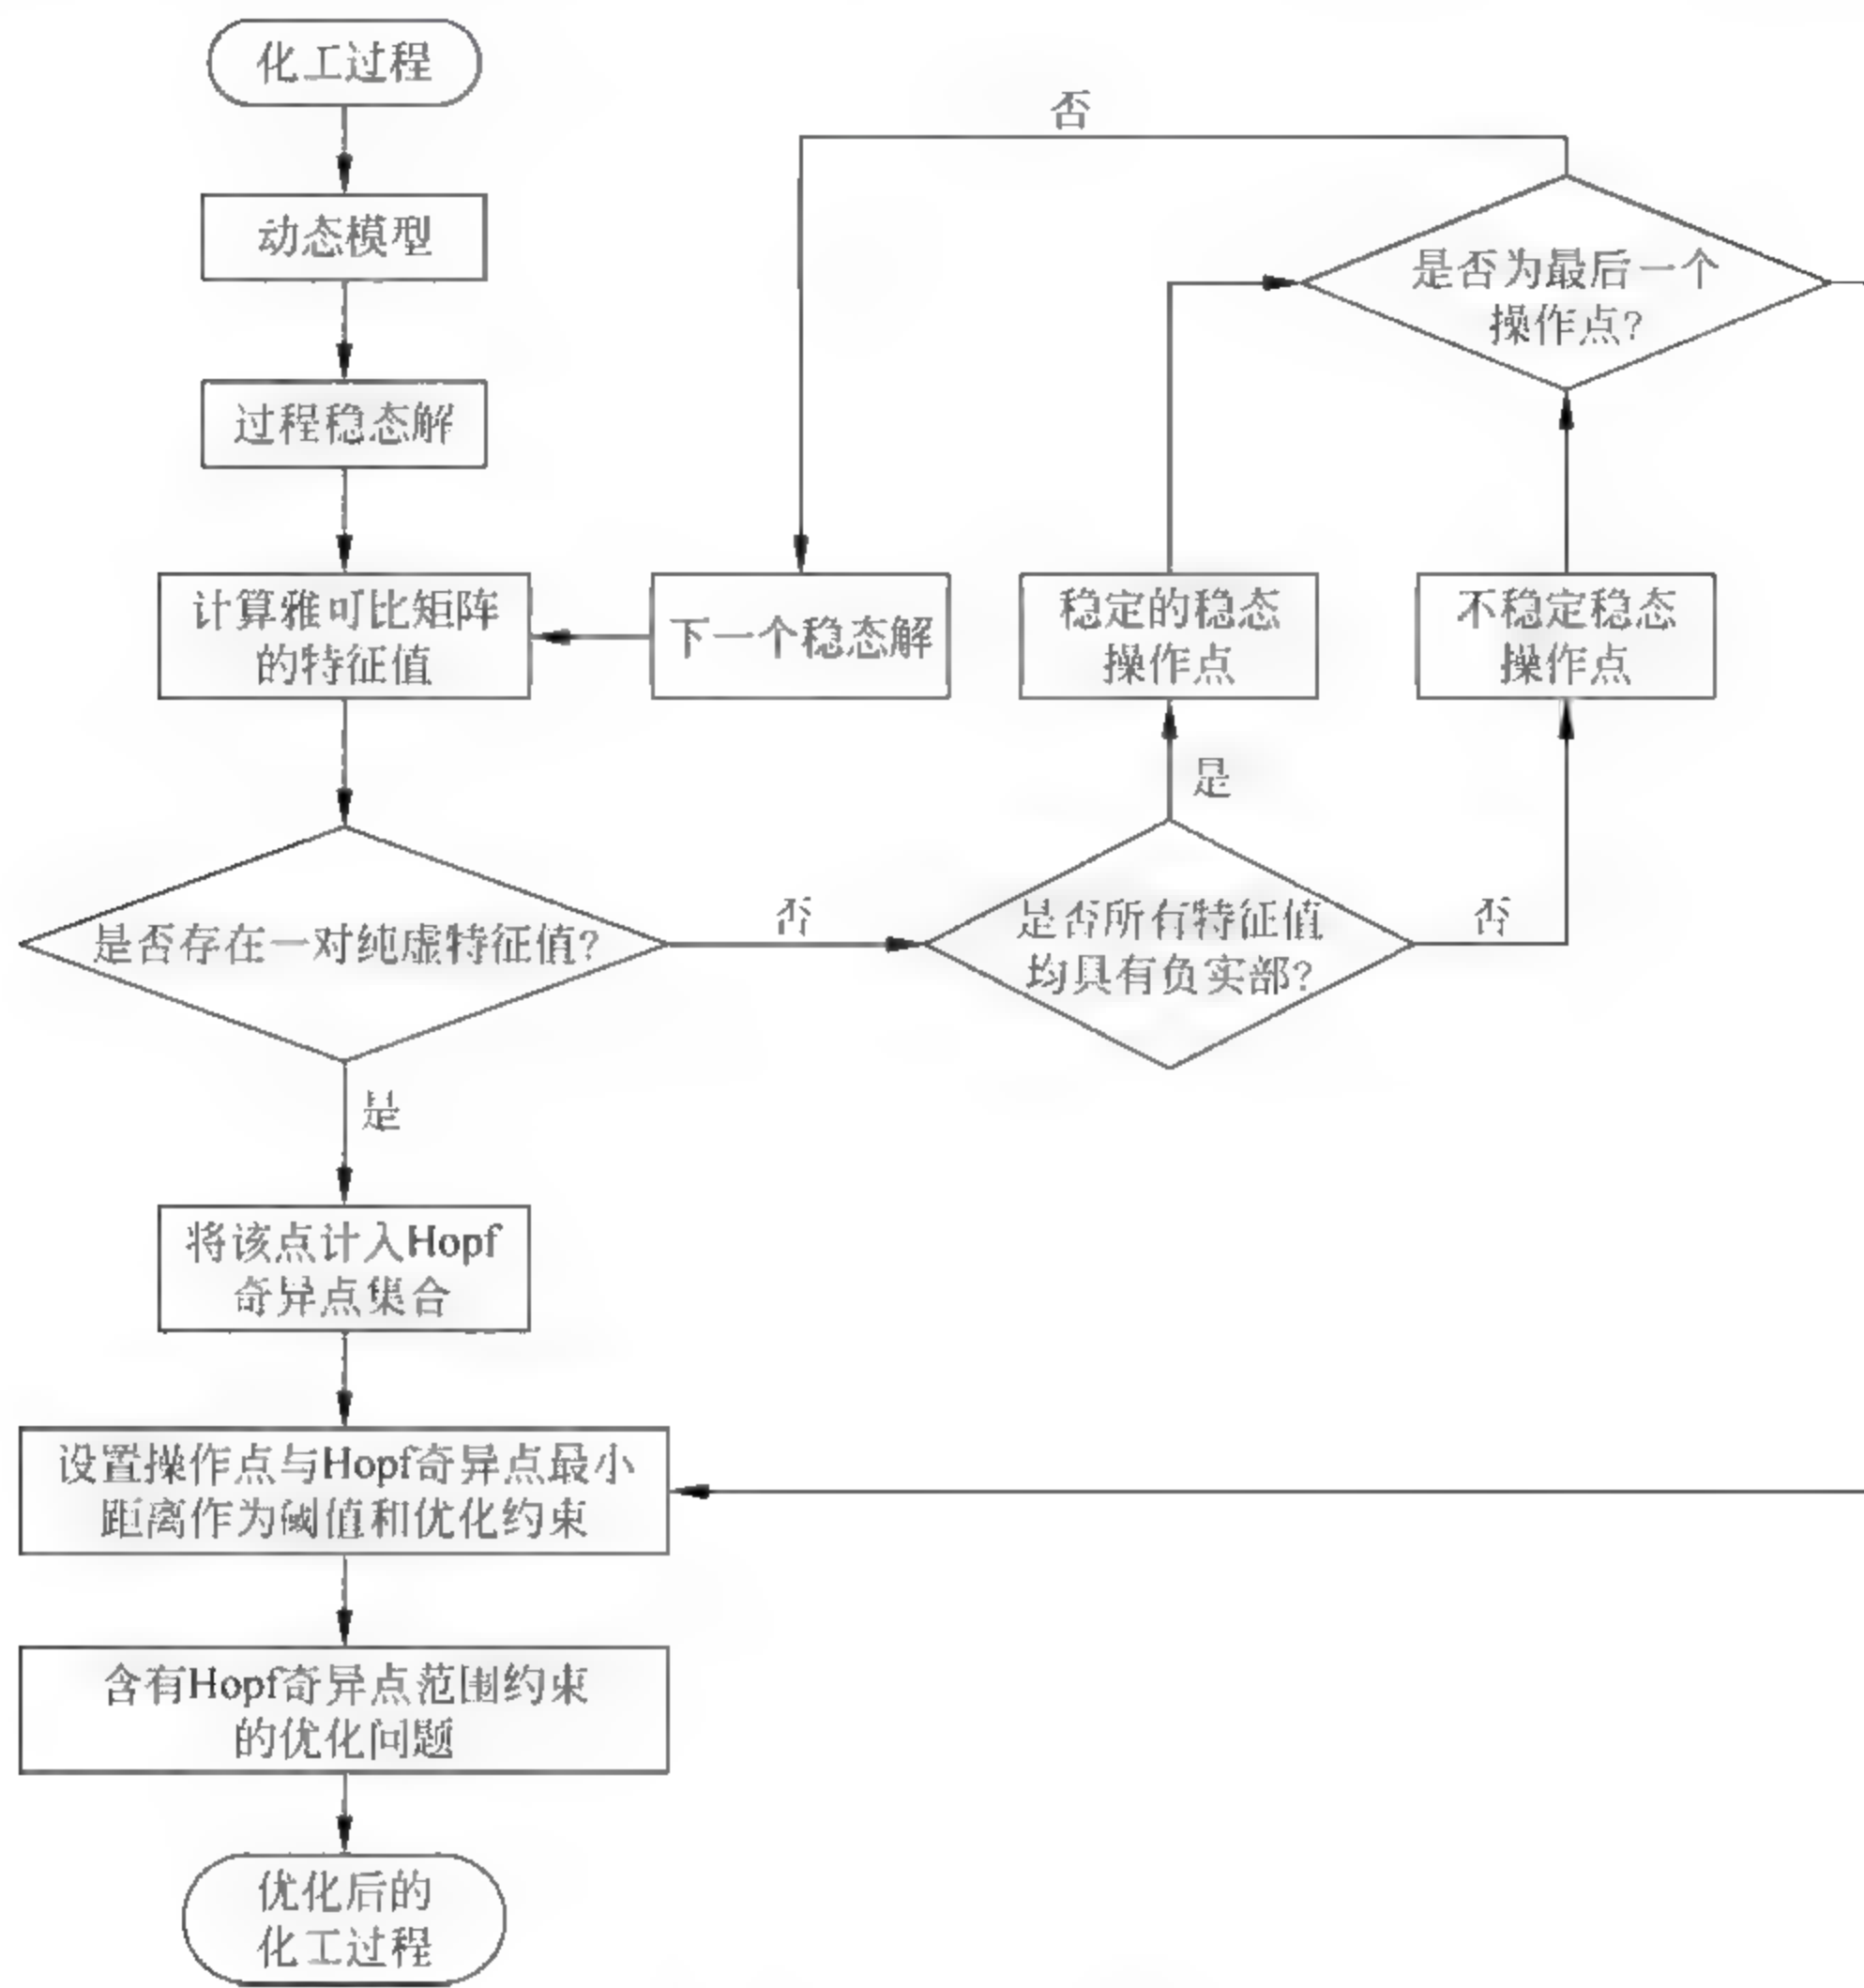 化工过程
动态模型
过程稳态解
计算雅可比矩阵
的特征值
下一个稳态解
稳定的稳态
操作点
不稳定稳态
操作点
否
是否为最后一个
操作点?
是
是否存在一对纯虚特征值?
否
是否所有特征值
均具有负实部?
否
是
将该点计入Hopf
奇异点集合
设置操作点与Hopf奇异点最小
距离作为阈值和优化约束
含有Hopf奇异点范围约束
的优化问题
优化后的
化工过程